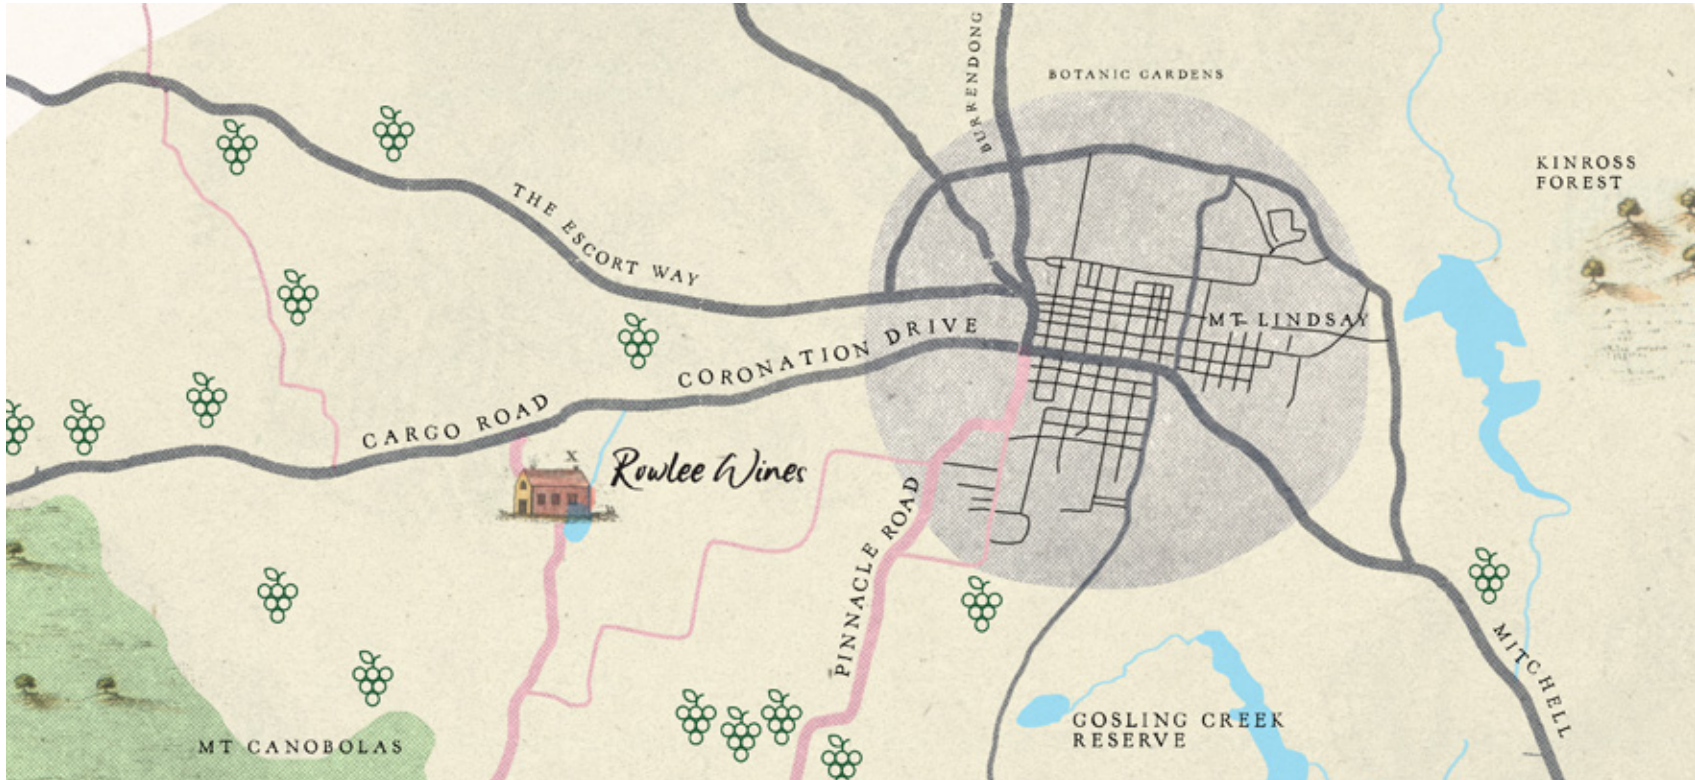 BOTANIC GARDENS
BURRENDONG
KINROSS
FOREST
THE ESCORT WAY
MT LINDSAY
CORONATION DRIVE
CARGO ROAD
X
Rowlee Wines
PINNACLE ROAD
MITCHELL
GOSLING CREEK
RESERVE
MT CANOBOLAS